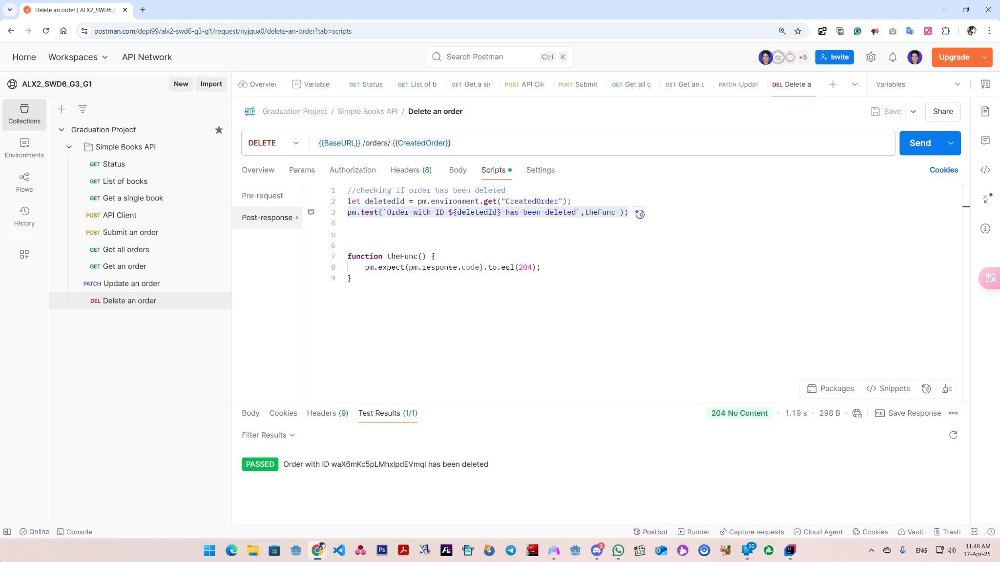 Delete an order | ALX2_SWD6_G
postman.com/depi99/alx2-swd6-g3-g1/request/nyjgua0/delete-an-order?tab=scripts
Home
Workspaces
API Network
Search Postman
Ctrl
K
+5
Invite
Upgrade
ALX2_SWD6_G3_G1
New
Import
Overview
Variable
GET Status
GET List of b
GET Get a sin
POST API Clie
POST Submit
GET Get all o
GET Get an o
PATCH Updat
DEL Delete a
Variables
Collections
Environments
Flows
History
Graduation Project
Simple Books API
GET Status
GET List of books
GET Get a single book
POST API Client
POST Submit an order
GET Get all orders
GET Get an order
PATCH Update an order
DEL Delete an order
HTTP
Graduation Project / Simple Books API / Delete an order
Save
Share
DELETE
{{BaseURL}} /orders/ {{CreatedOrder}}
Send
Overview
Params
Authorization
Headers (8)
Body
Scripts
Settings
Cookies
Pre-request
Post-response
1 //checking if order has been deleted
2 let deletedId = pm.environment.get("CreatedOrder");
3 pm.test(`Order with ID ${deletedId} has been deleted`,theFunc );
4
5
6
7 function theFunc() {
8 pm.expect(pm.response.code).to.eql(204);
9 }
Packages
Snippets
Body
Cookies
Headers (9)
Test Results (1/1)
204 No Content
1.19 s
298 B
e.g.
Save Response
Filter Results
PASSED Order with ID waX6mKc5pLMhxlpdEVmql has been deleted
Online
Console
Postbot
Runner
Capture requests
Cloud Agent
Cookies
Vault
Trash
Ps
3
321
30
ENG
11:48 AM
17-Apr-25